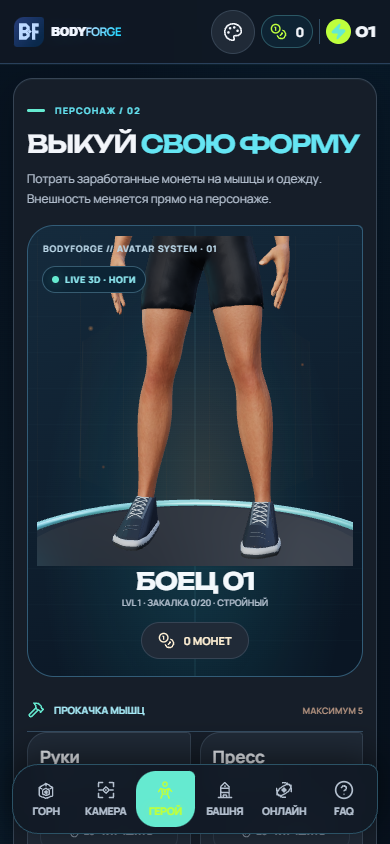 BF BODYFORGE 0 01
ПЕРСОНАЖ / 02
ВЫКУЙ СВОЮ ФОРМУ
Потрать заработанные монеты на мышцы и одежду.
Внешность меняется прямо на персонаже.
BODYFORGE // AVATAR SYSTEM · 01
LIVE 3D · НОГИ
БОЕЦ 01
LVL 1 · ЗАКАЛКА 0/20 · СТРОЙНЫЙ
0 МОНЕТ
ПРОКАЧКА МЫШЦ МАКСИМУМ 5
Руки Пресс
ГОРН КАМЕРА ГЕРОЙ БАШНЯ ОНЛАЙН FAQ